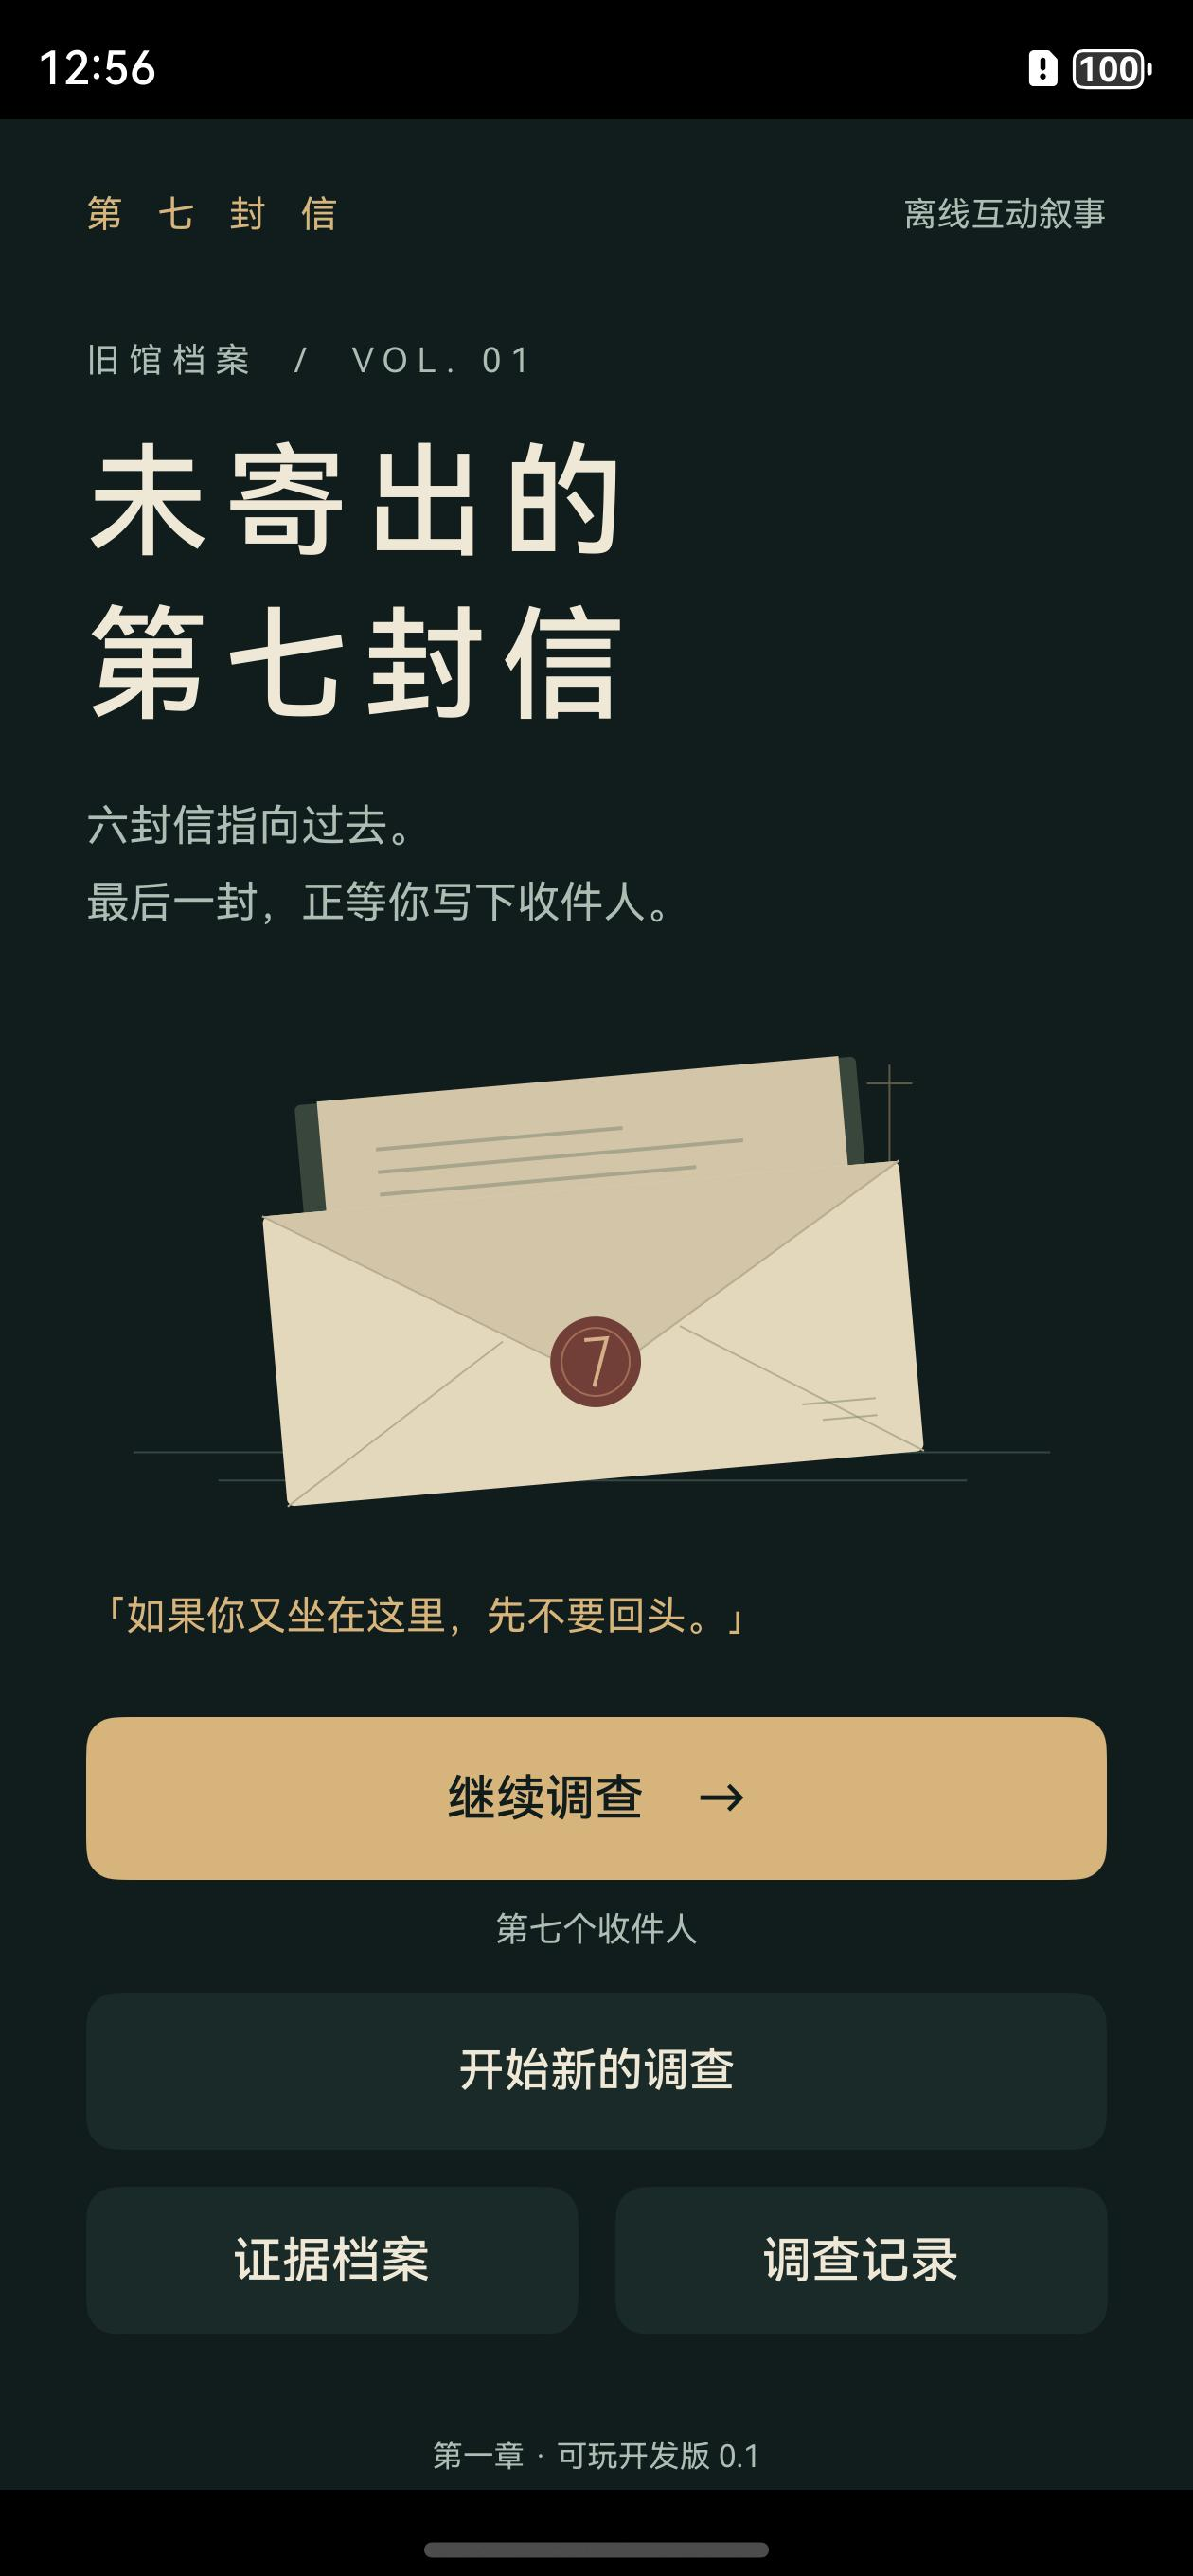 12:56
100
第七封信
离线互动叙事
旧馆档案 / VOL. 01
未寄出的
第七封信
六封信指向过去。
最后一封，正等你写下收件人。
7
「如果你又坐在这里，先不要回头。」
继续调查 →
第七个收件人
开始新的调查
证据档案
调查记录
第一章 · 可玩开发版 0.1